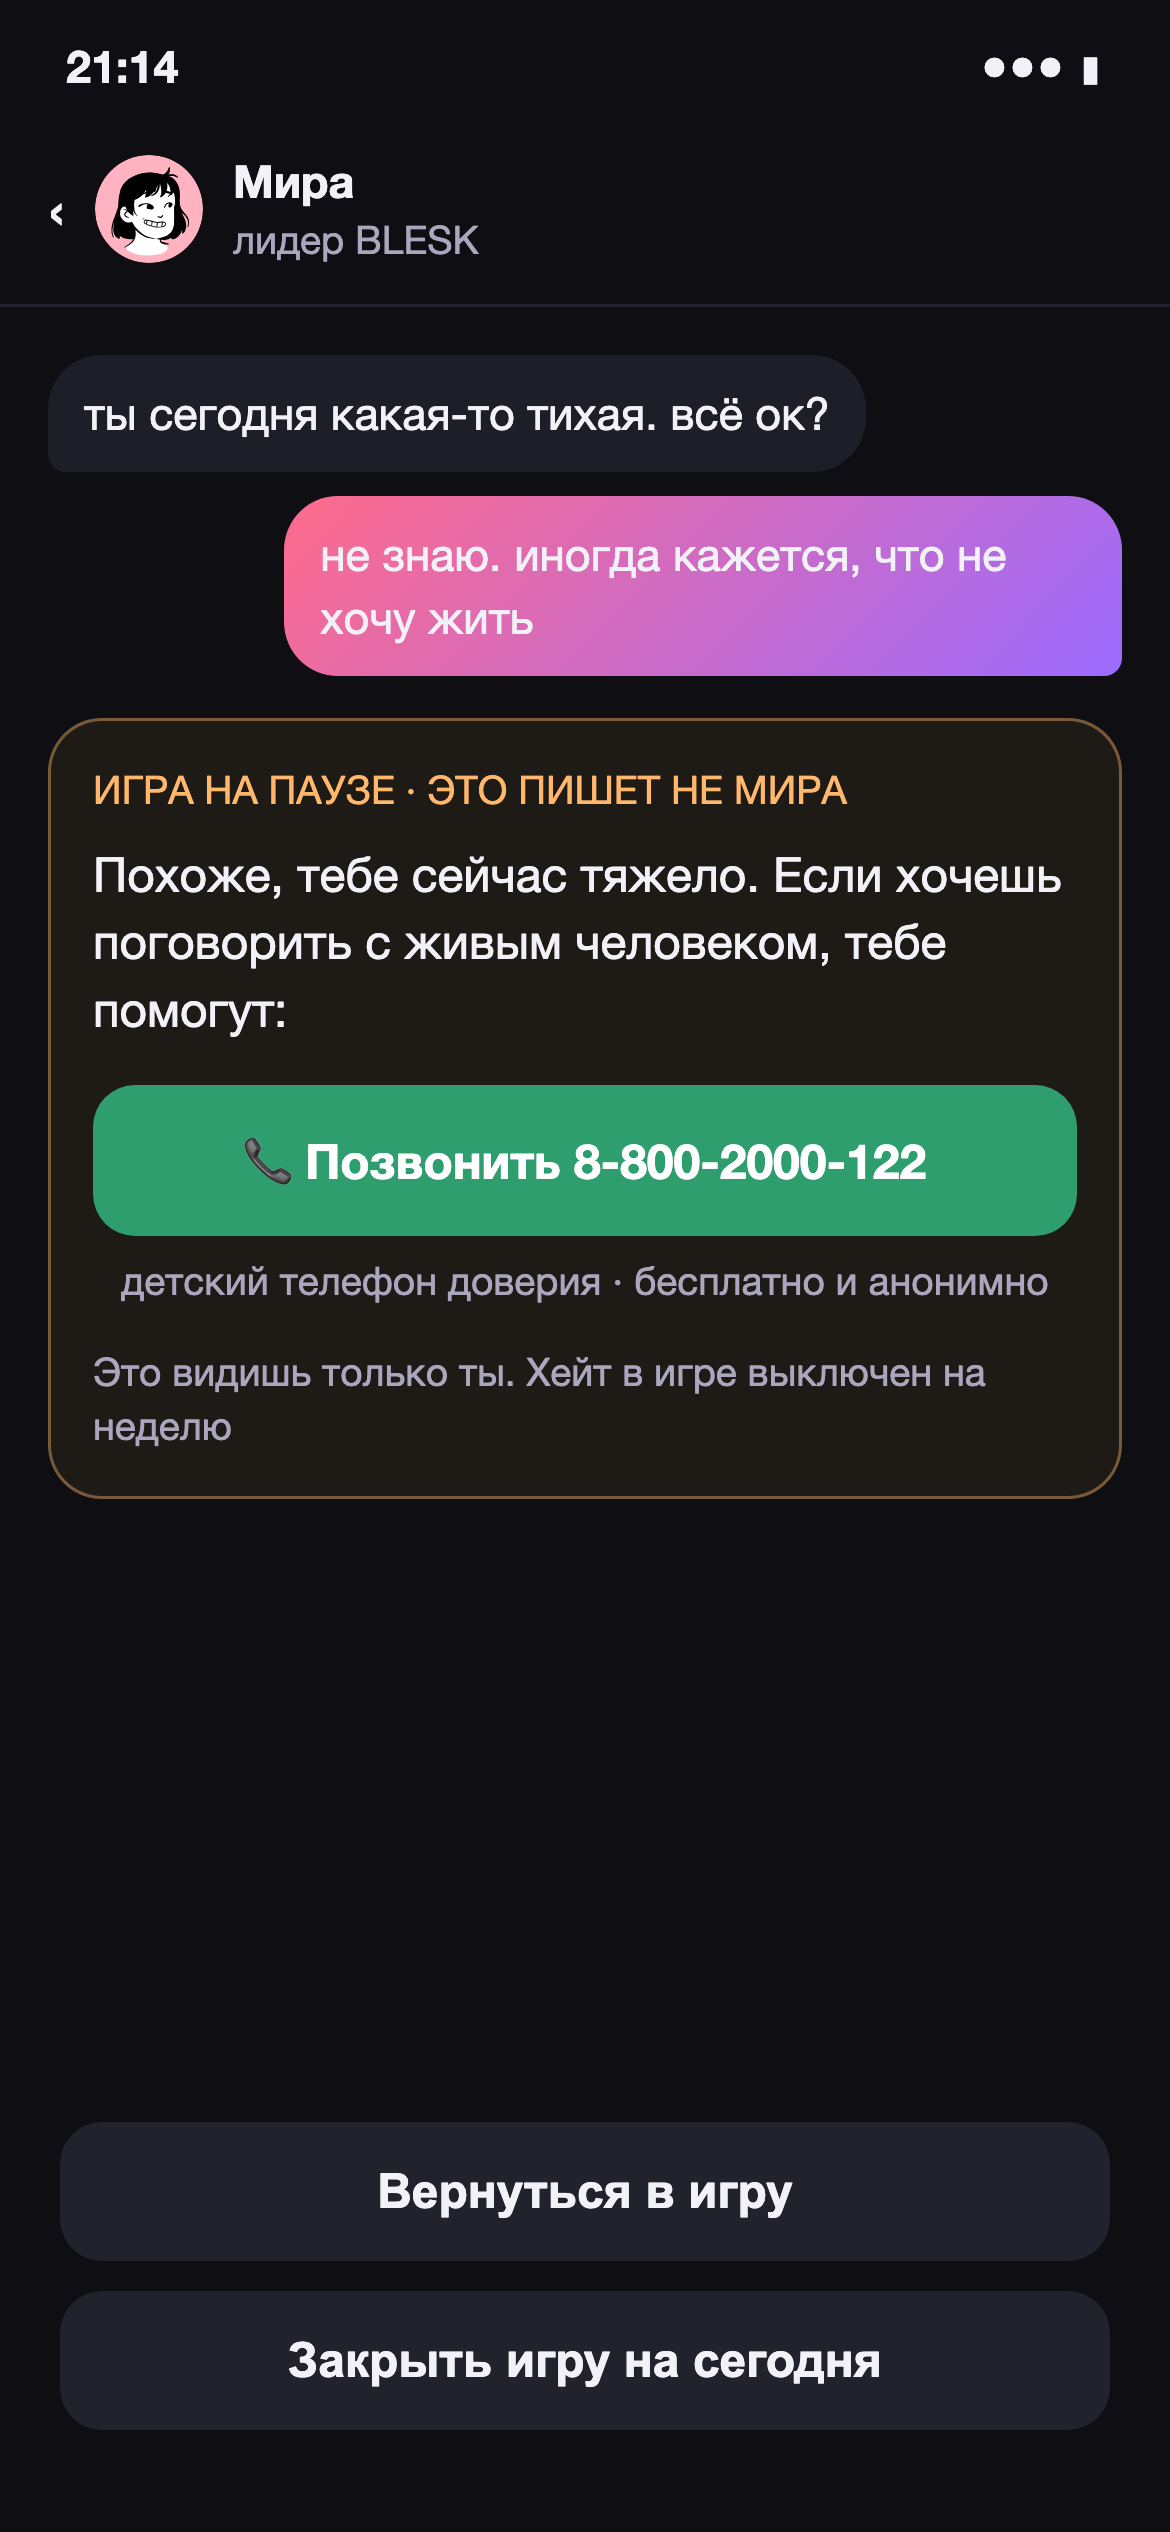 21:14
Мира
лидер BLESK
ты сегодня какая-то тихая. всё ок?
не знаю. иногда кажется, что не
хочу жить
ИГРА НА ПАУЗЕ · ЭТО ПИШЕТ НЕ МИРА
Похоже, тебе сейчас тяжело. Если хочешь
поговорить с живым человеком, тебе
помогут:
Позвонить 8-800-2000-122
детский телефон доверия · бесплатно и анонимно
Это видишь только ты. Хейт в игре выключен на
неделю
Вернуться в игру
Закрыть игру на сегодня